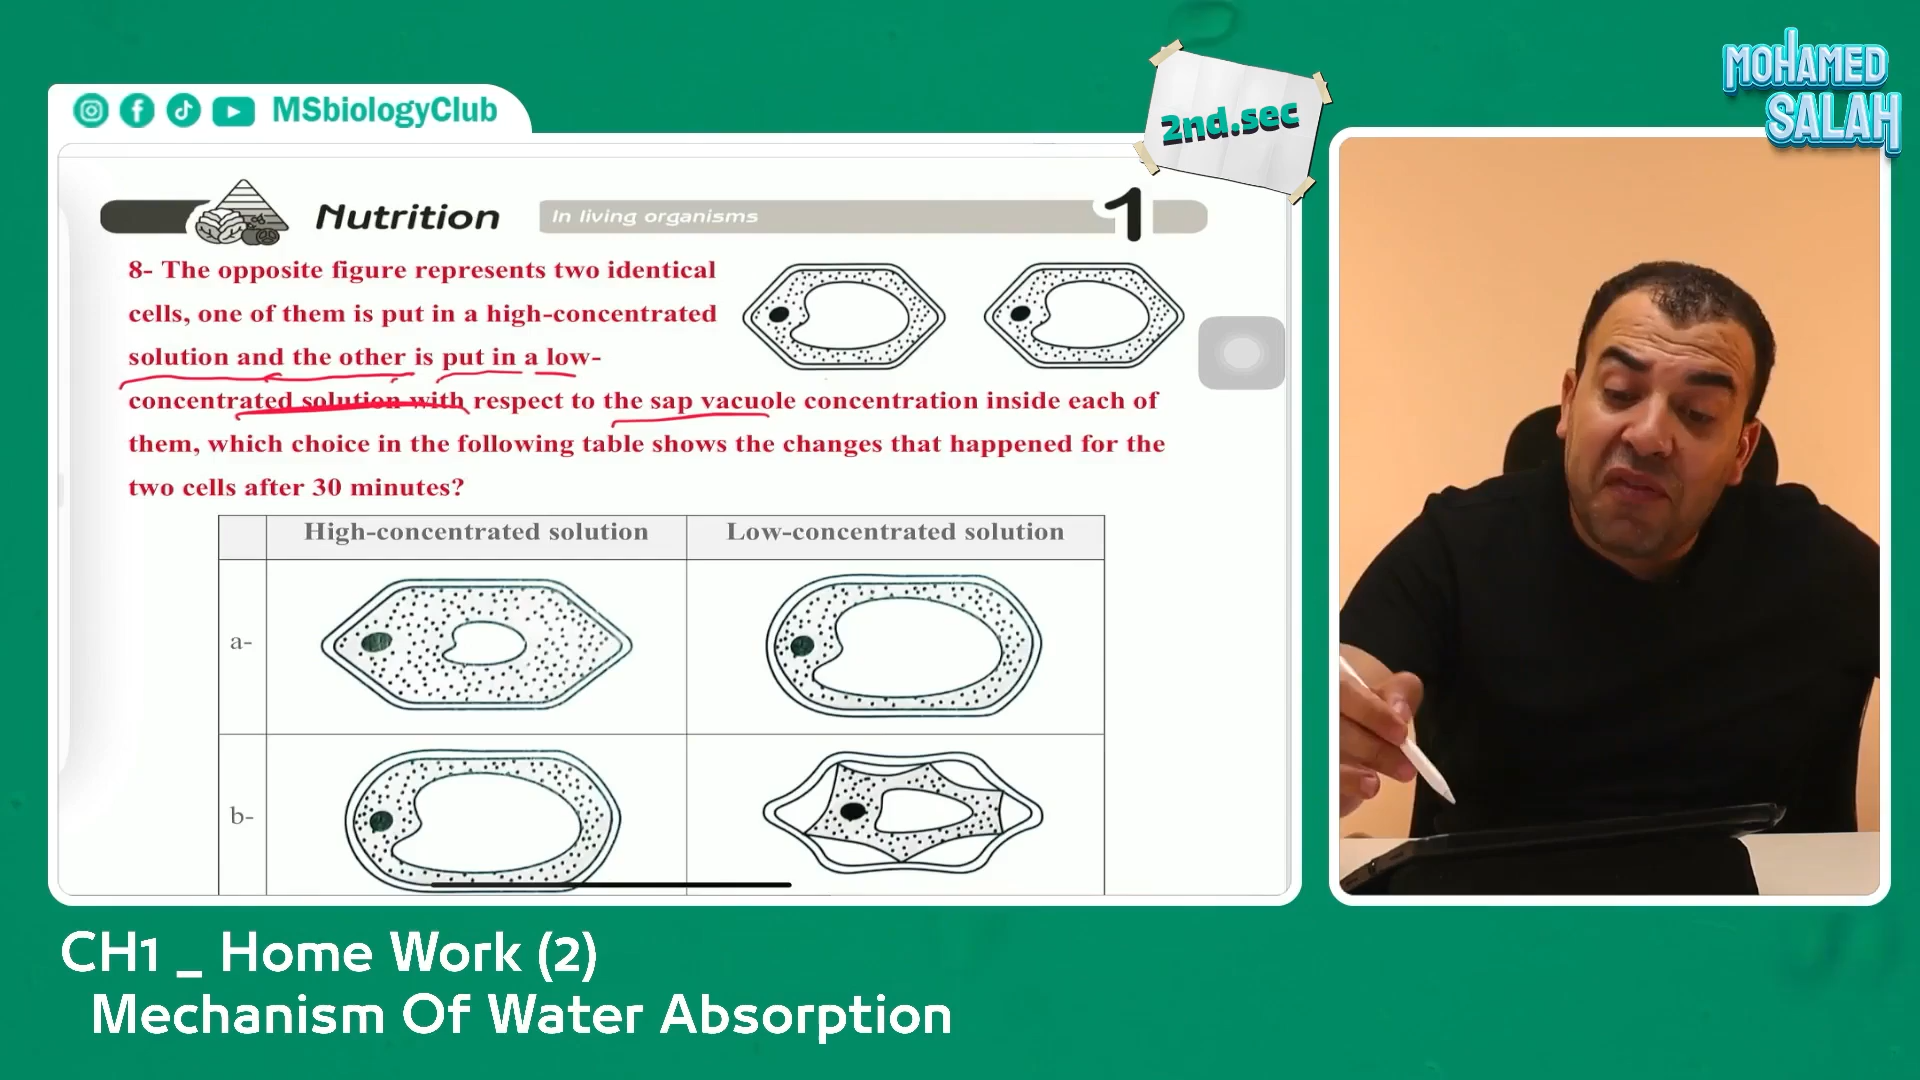 MOHAMED
SALAH
MSbiologyClub
2nd.sec
Nutrition
In living organisms
1
8- The opposite figure represents two identical
cells, one of them is put in a high-concentrated
solution and the other is put in a low-
concentrated solution with respect to the sap vacuole concentration inside each of
them, which choice in the following table shows the changes that happened for the
two cells after 30 minutes?
High-concentrated solution
Low-concentrated solution
a-
b-
CH1 _ Home Work (2)
Mechanism Of Water Absorption